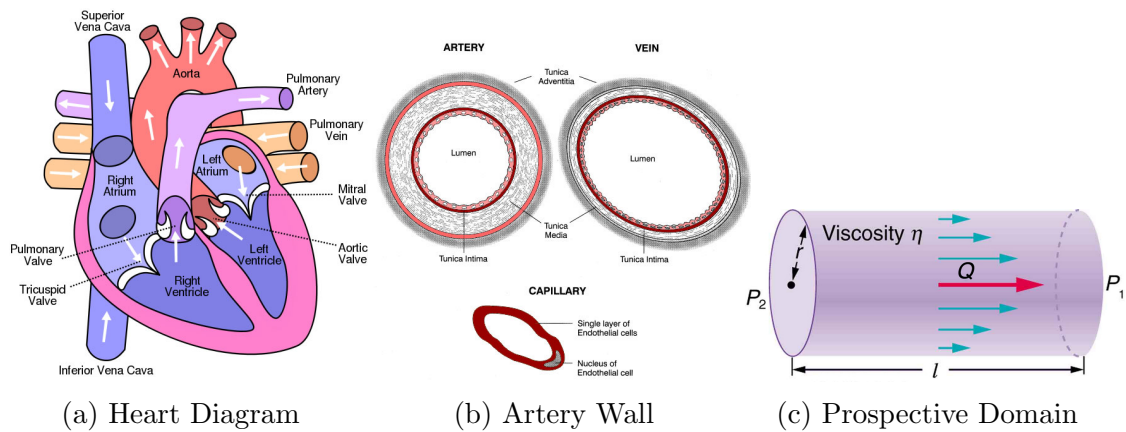 Superior
Vena Cava
Aorta
Pulmonary
Artery
Pulmonary
Vein
Left
Atrium
Right
Atrium
Mitral
Valve
Pulmonary
Valve
Aortic
Valve
Left
Ventricle
Tricuspid
Valve
Right
Ventricle
Inferior Vena Cava
(a) Heart Diagram
ARTERY
VEIN
Tunica
Adventitia
Lumen
Lumen
Tunica
Media
Tunica Intima
Tunica Intima
CAPILLARY
Single layer of
Endothelial cells
Nucleus of
Endothelial cell
(b) Artery Wall
Viscosity η
r
Q
P2
P1
l
(c) Prospective Domain